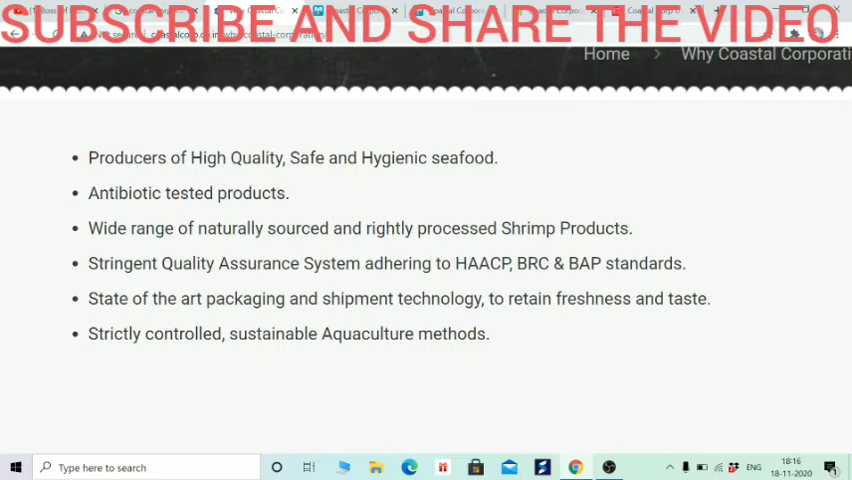 SUBSCRIBE AND SHARE THE VIDEO
Home > Why Coastal Corporati
Producers of High Quality, Safe and Hygienic seafood.
Antibiotic tested products.
Wide range of naturally sourced and rightly processed Shrimp Products.
Stringent Quality Assurance System adhering to HAACP, BRC & BAP standards.
State of the art packaging and shipment technology, to retain freshness and taste.
Strictly controlled, sustainable Aquaculture methods.
Type here to search
ENG
18:16
18-11-2020